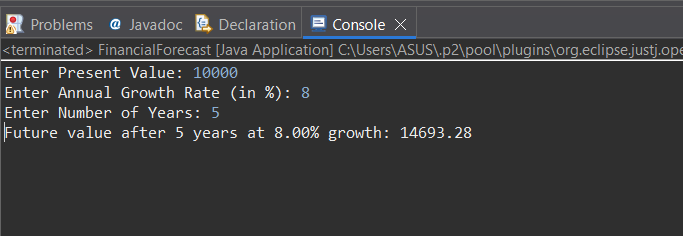 Problems @ Javadoc Declaration Console
<terminated> FinancialForecast [Java Application] C:\Users\ASUS\.p2\pool\plugins\org.eclipse.justj.ope
Enter Present Value: 10000
Enter Annual Growth Rate (in %): 8
Enter Number of Years: 5
Future value after 5 years at 8.00% growth: 14693.28